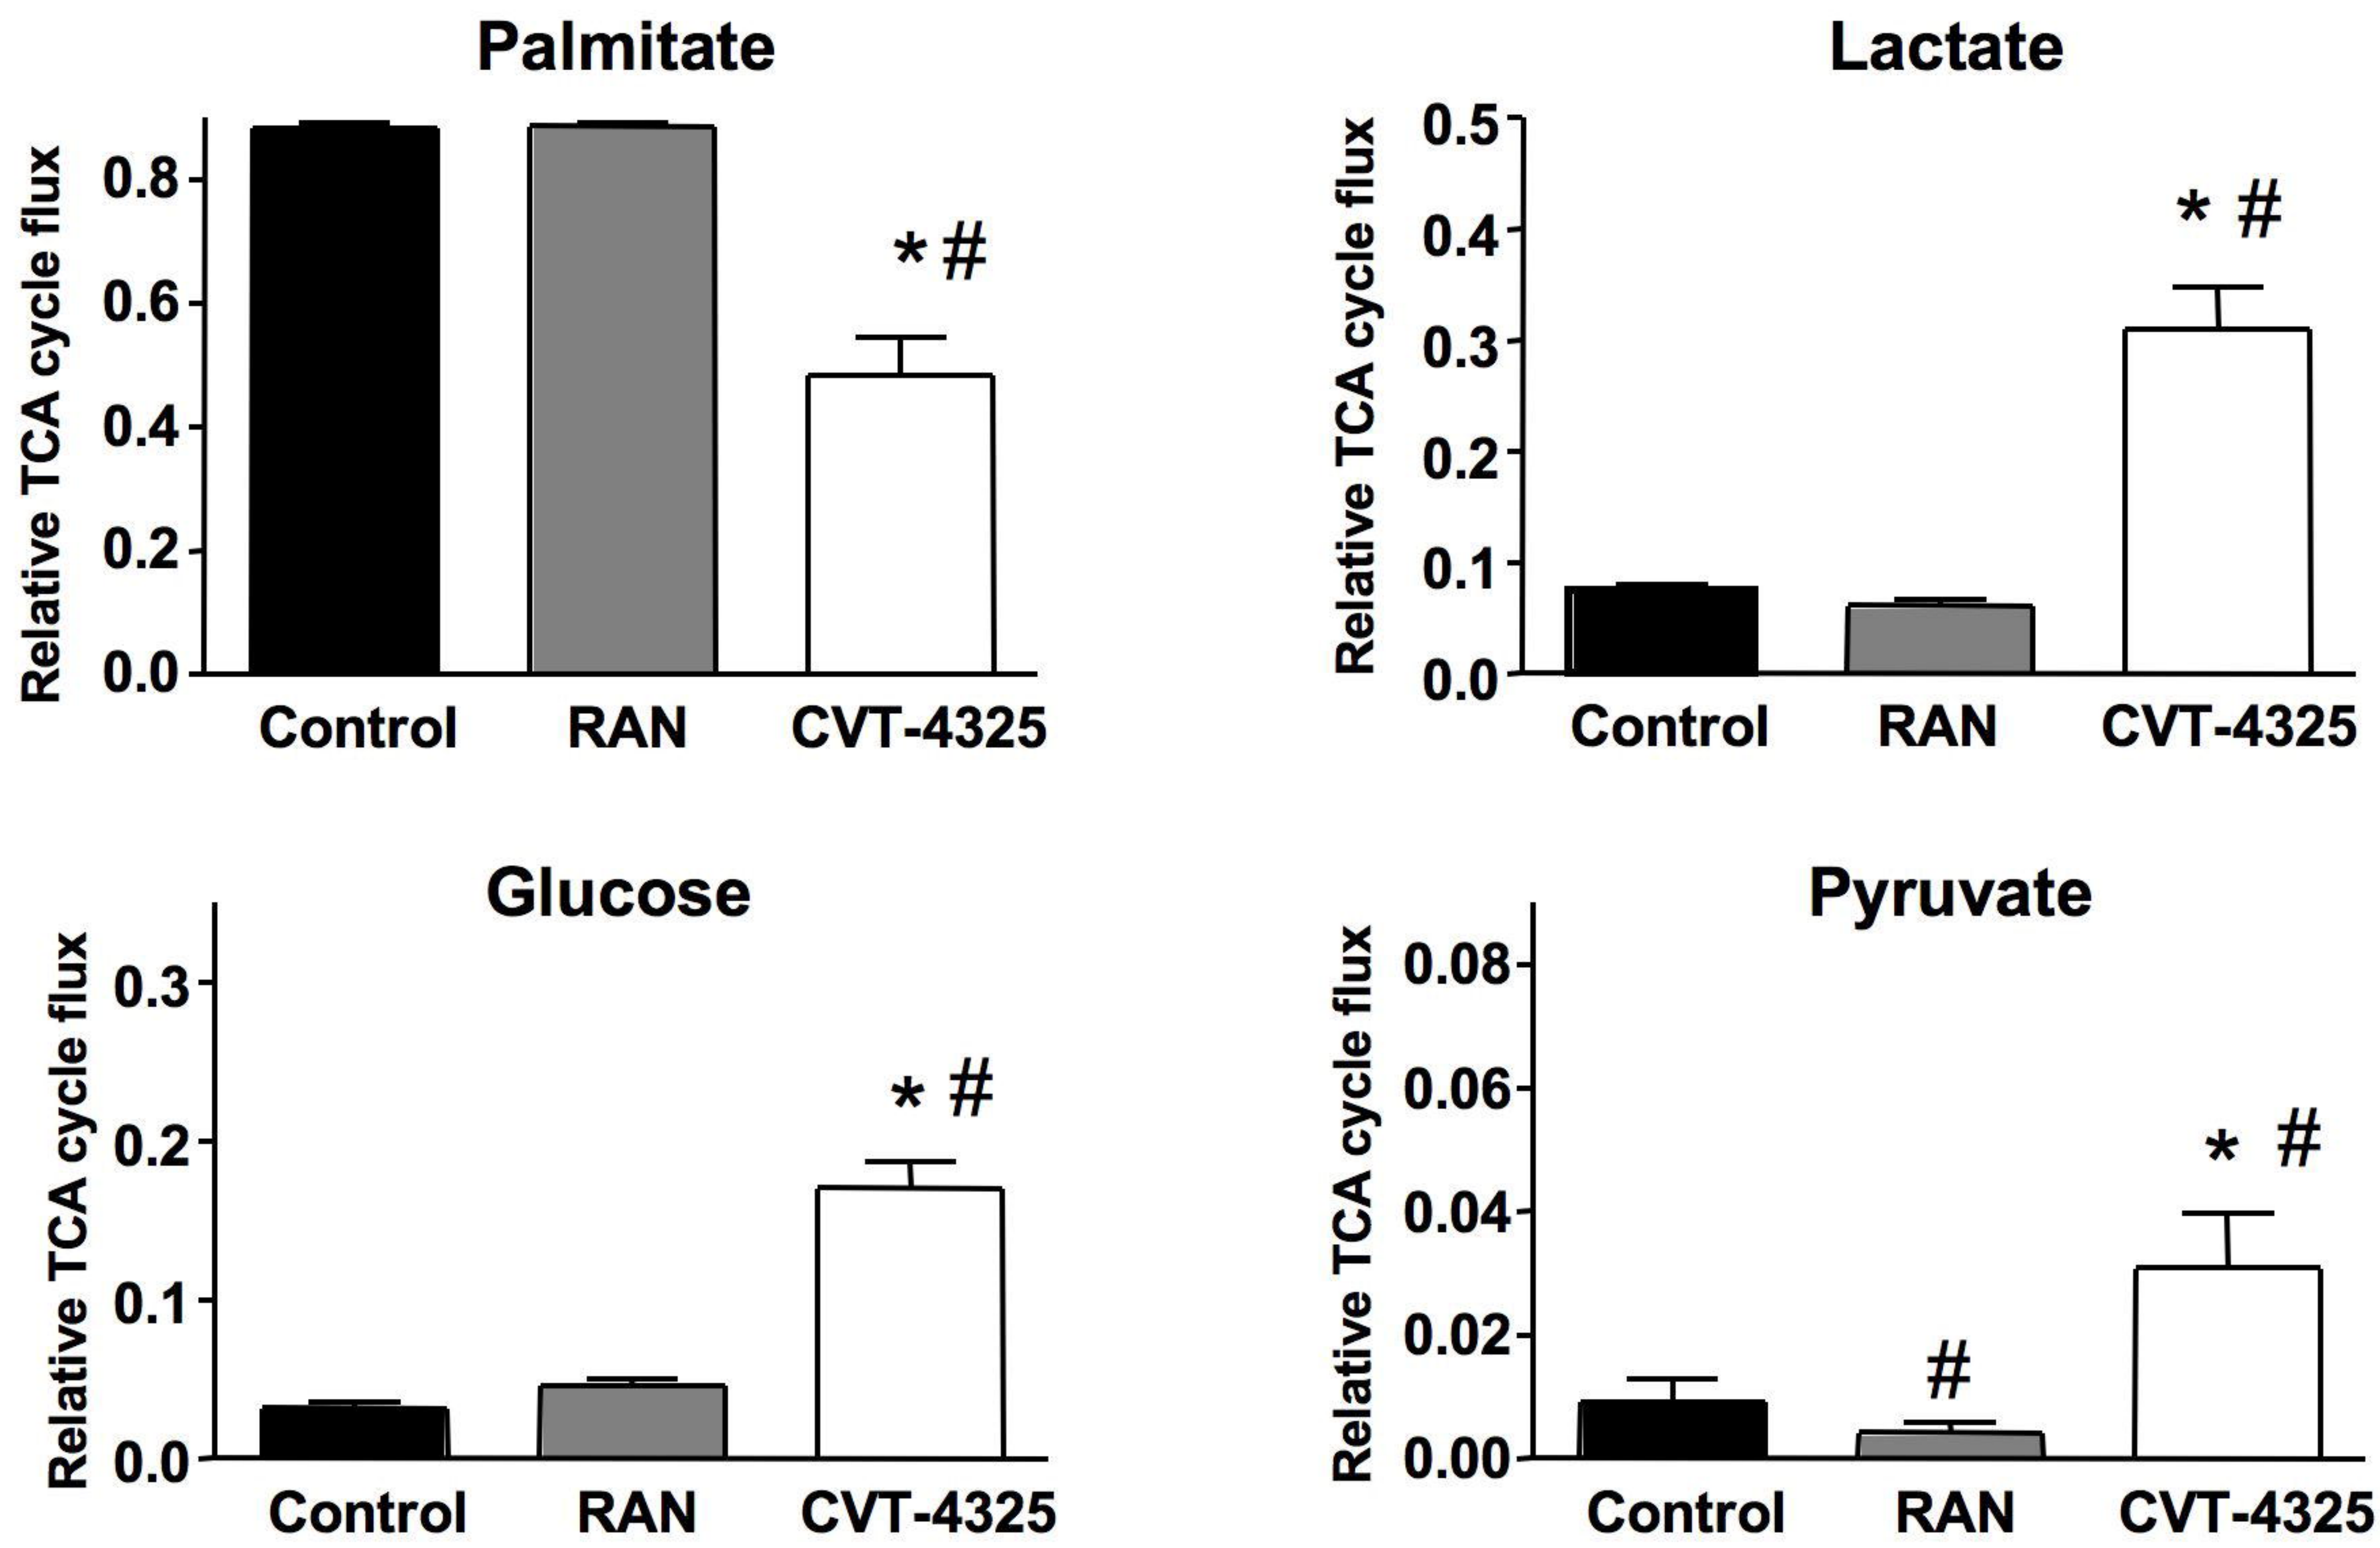 Palmitate
Relative TCA cycle flux
0.8
0.6
0.4
0.2
0.0
* #
Control RAN CVT-4325
Lactate
Relative TCA cycle flux
0.5
0.4
0.3
0.2
0.1
0.0
* #
Control RAN CVT-4325
Glucose
Relative TCA cycle flux
0.3
0.2
0.1
0.0
* #
Control RAN CVT-4325
Pyruvate
Relative TCA cycle flux
0.08
0.06
0.04
0.02
0.00
* #
#
Control RAN CVT-4325